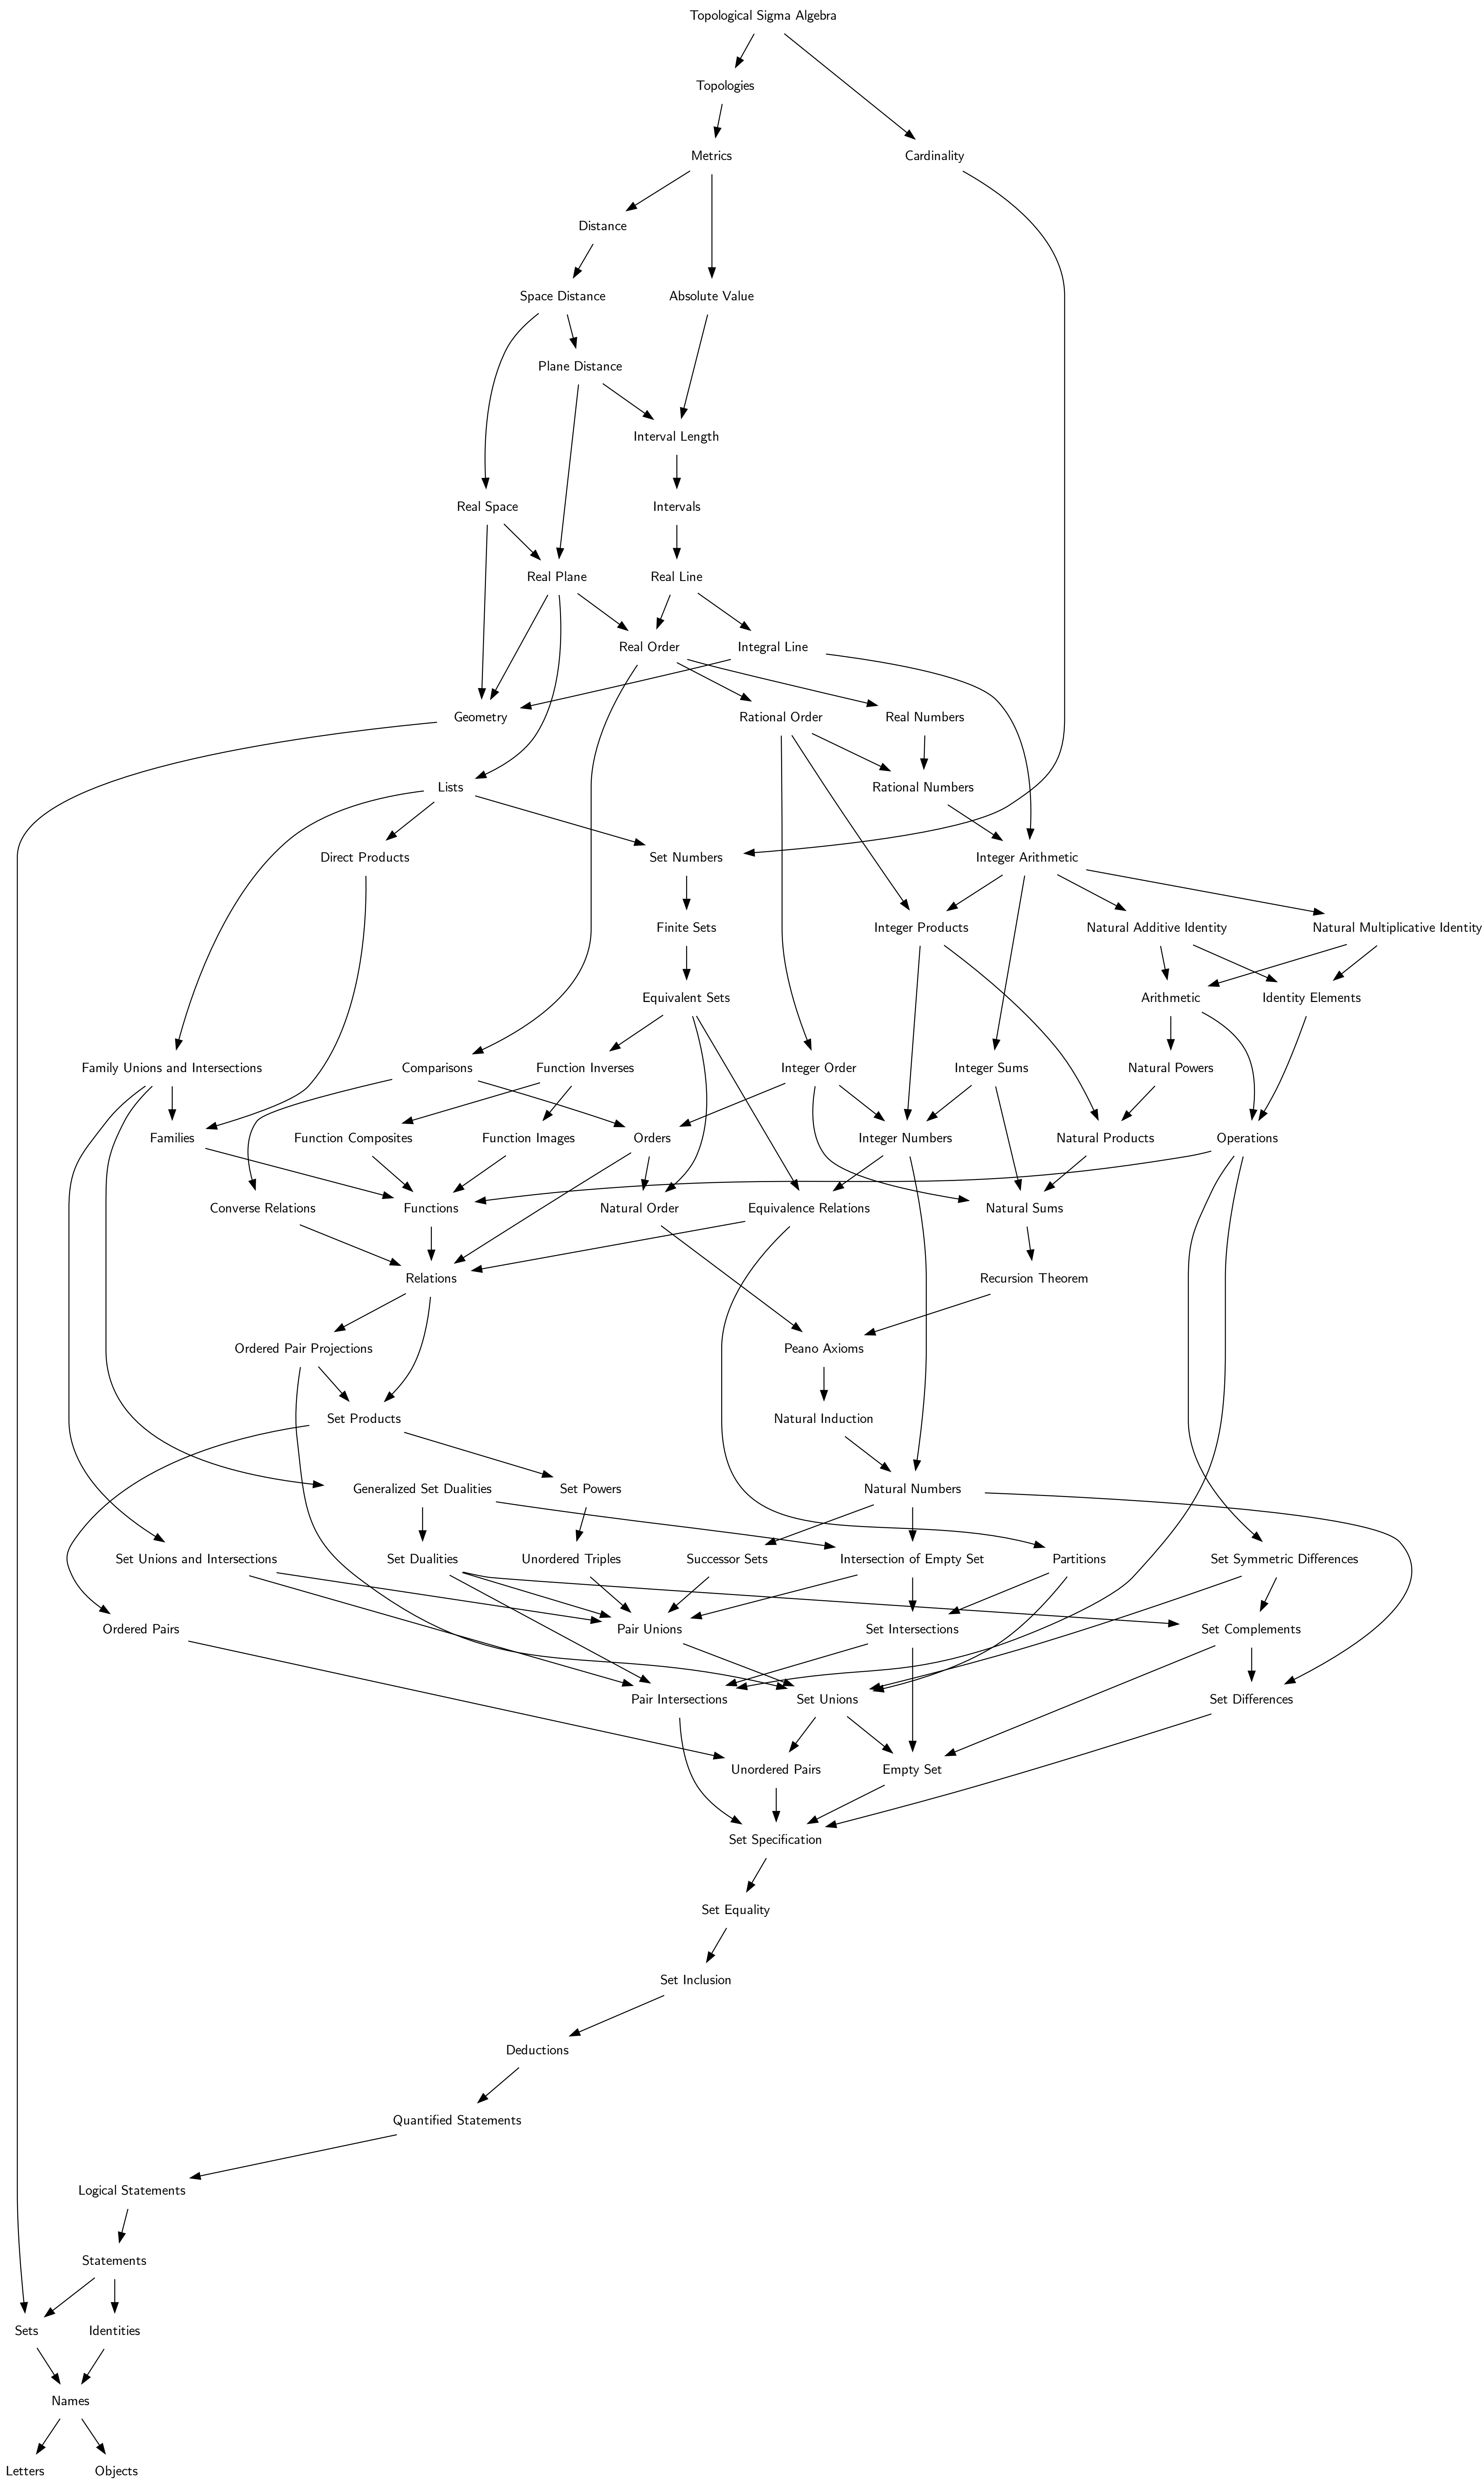 Topological Sigma Algebra
Topologies
Metrics
Cardinality
Distance
Space Distance
Absolute Value
Plane Distance
Interval Length
Real Space
Intervals
Real Plane
Real Line
Real Order
Integral Line
Geometry
Rational Order
Real Numbers
Lists
Rational Numbers
Direct Products
Set Numbers
Integer Arithmetic
Finite Sets
Integer Products
Natural Additive Identity
Natural Multiplicative Identity
Equivalent Sets
Arithmetic
Identity Elements
Family Unions and Intersections
Comparisons
Function Inverses
Integer Order
Integer Sums
Natural Powers
Families
Function Composites
Function Images
Orders
Integer Numbers
Natural Products
Operations
Converse Relations
Functions
Natural Order
Equivalence Relations
Natural Sums
Relations
Recursion Theorem
Ordered Pair Projections
Peano Axioms
Set Products
Natural Induction
Generalized Set Dualities
Set Powers
Natural Numbers
Set Unions and Intersections
Set Dualities
Unordered Triples
Successor Sets
Intersection of Empty Set
Partitions
Set Symmetric Differences
Ordered Pairs
Pair Unions
Set Intersections
Set Complements
Pair Intersections
Set Unions
Set Differences
Unordered Pairs
Empty Set
Set Specification
Set Equality
Set Inclusion
Deductions
Quantified Statements
Logical Statements
Statements
Sets
Identities
Names
Letters
Objects